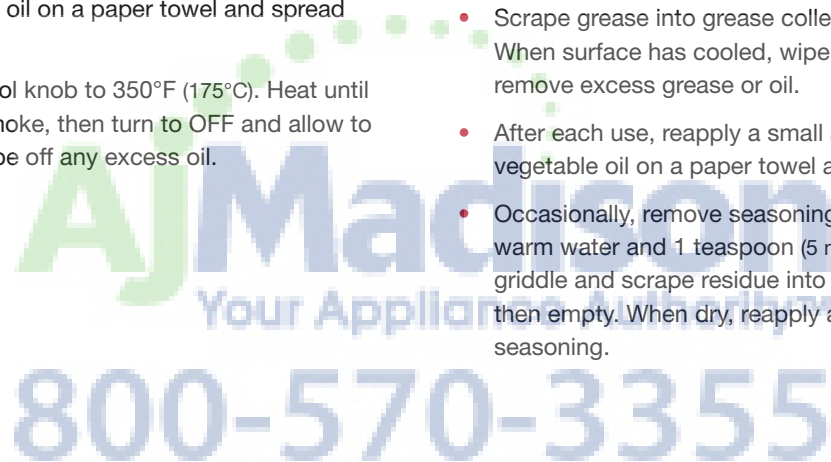 oil on a paper towel and spread
ol knob to 350°F (175°C). Heat until
oke, then turn to OFF and allow to
pe off any excess oil.
• Scrape grease into grease colle
When surface has cooled, wipe
remove excess grease or oil.
• After each use, reapply a small
vegetable oil on a paper towel a
• Occasionally, remove seasoning
warm water and 1 teaspoon (5 m
griddle and scrape residue into
then empty. When dry, reapply a
seasoning.
AJMadison
Your Appliance Authority
800-570-3355